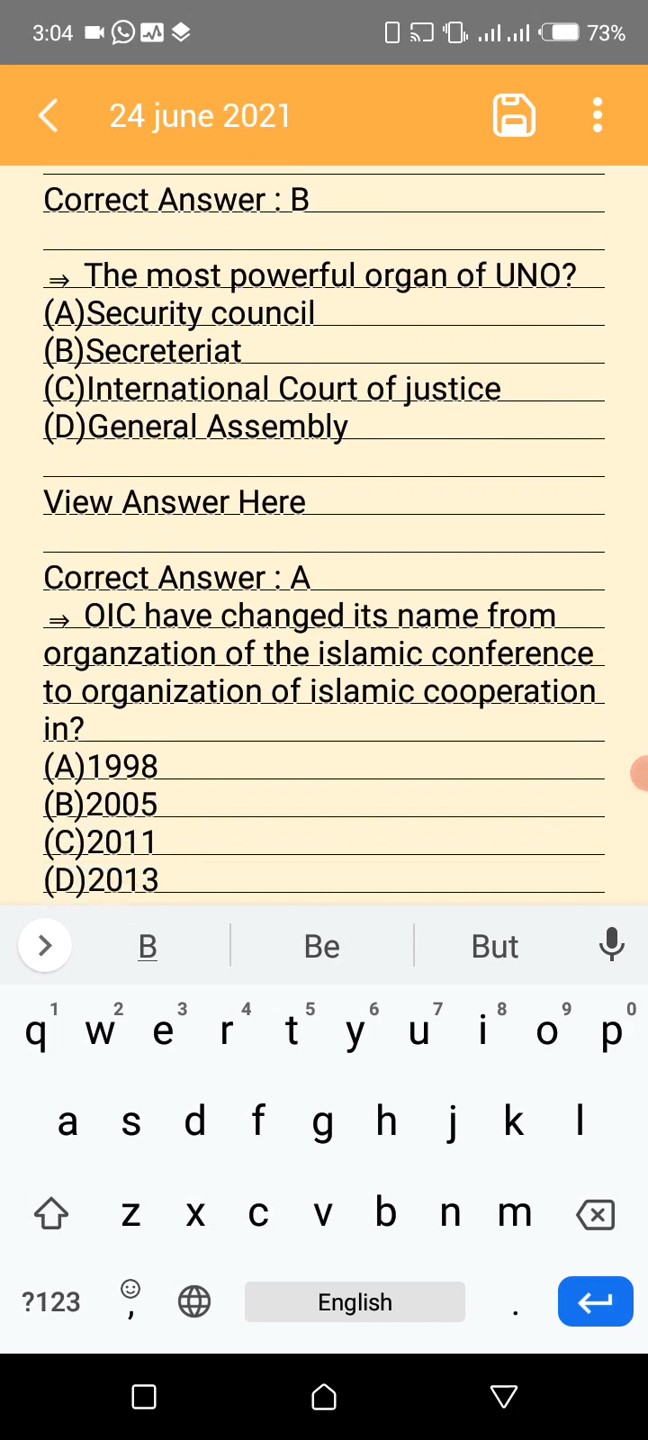 3:04 73%
24 june 2021
Correct Answer : B
⇒ The most powerful organ of UNO?
(A)Security council
(B)Secreteriat
(C)International Court of justice
(D)General Assembly
View Answer Here
Correct Answer : A
⇒ OIC have changed its name from
organzation of the islamic conference
to organization of islamic cooperation
in?
(A)1998
(B)2005
(C)2011
(D)2013
B Be But
1 2 3 4 5 6 7 8 9 0
q w e r t y u i o p
a s d f g h j k l
z x c v b n m
?123 , English .